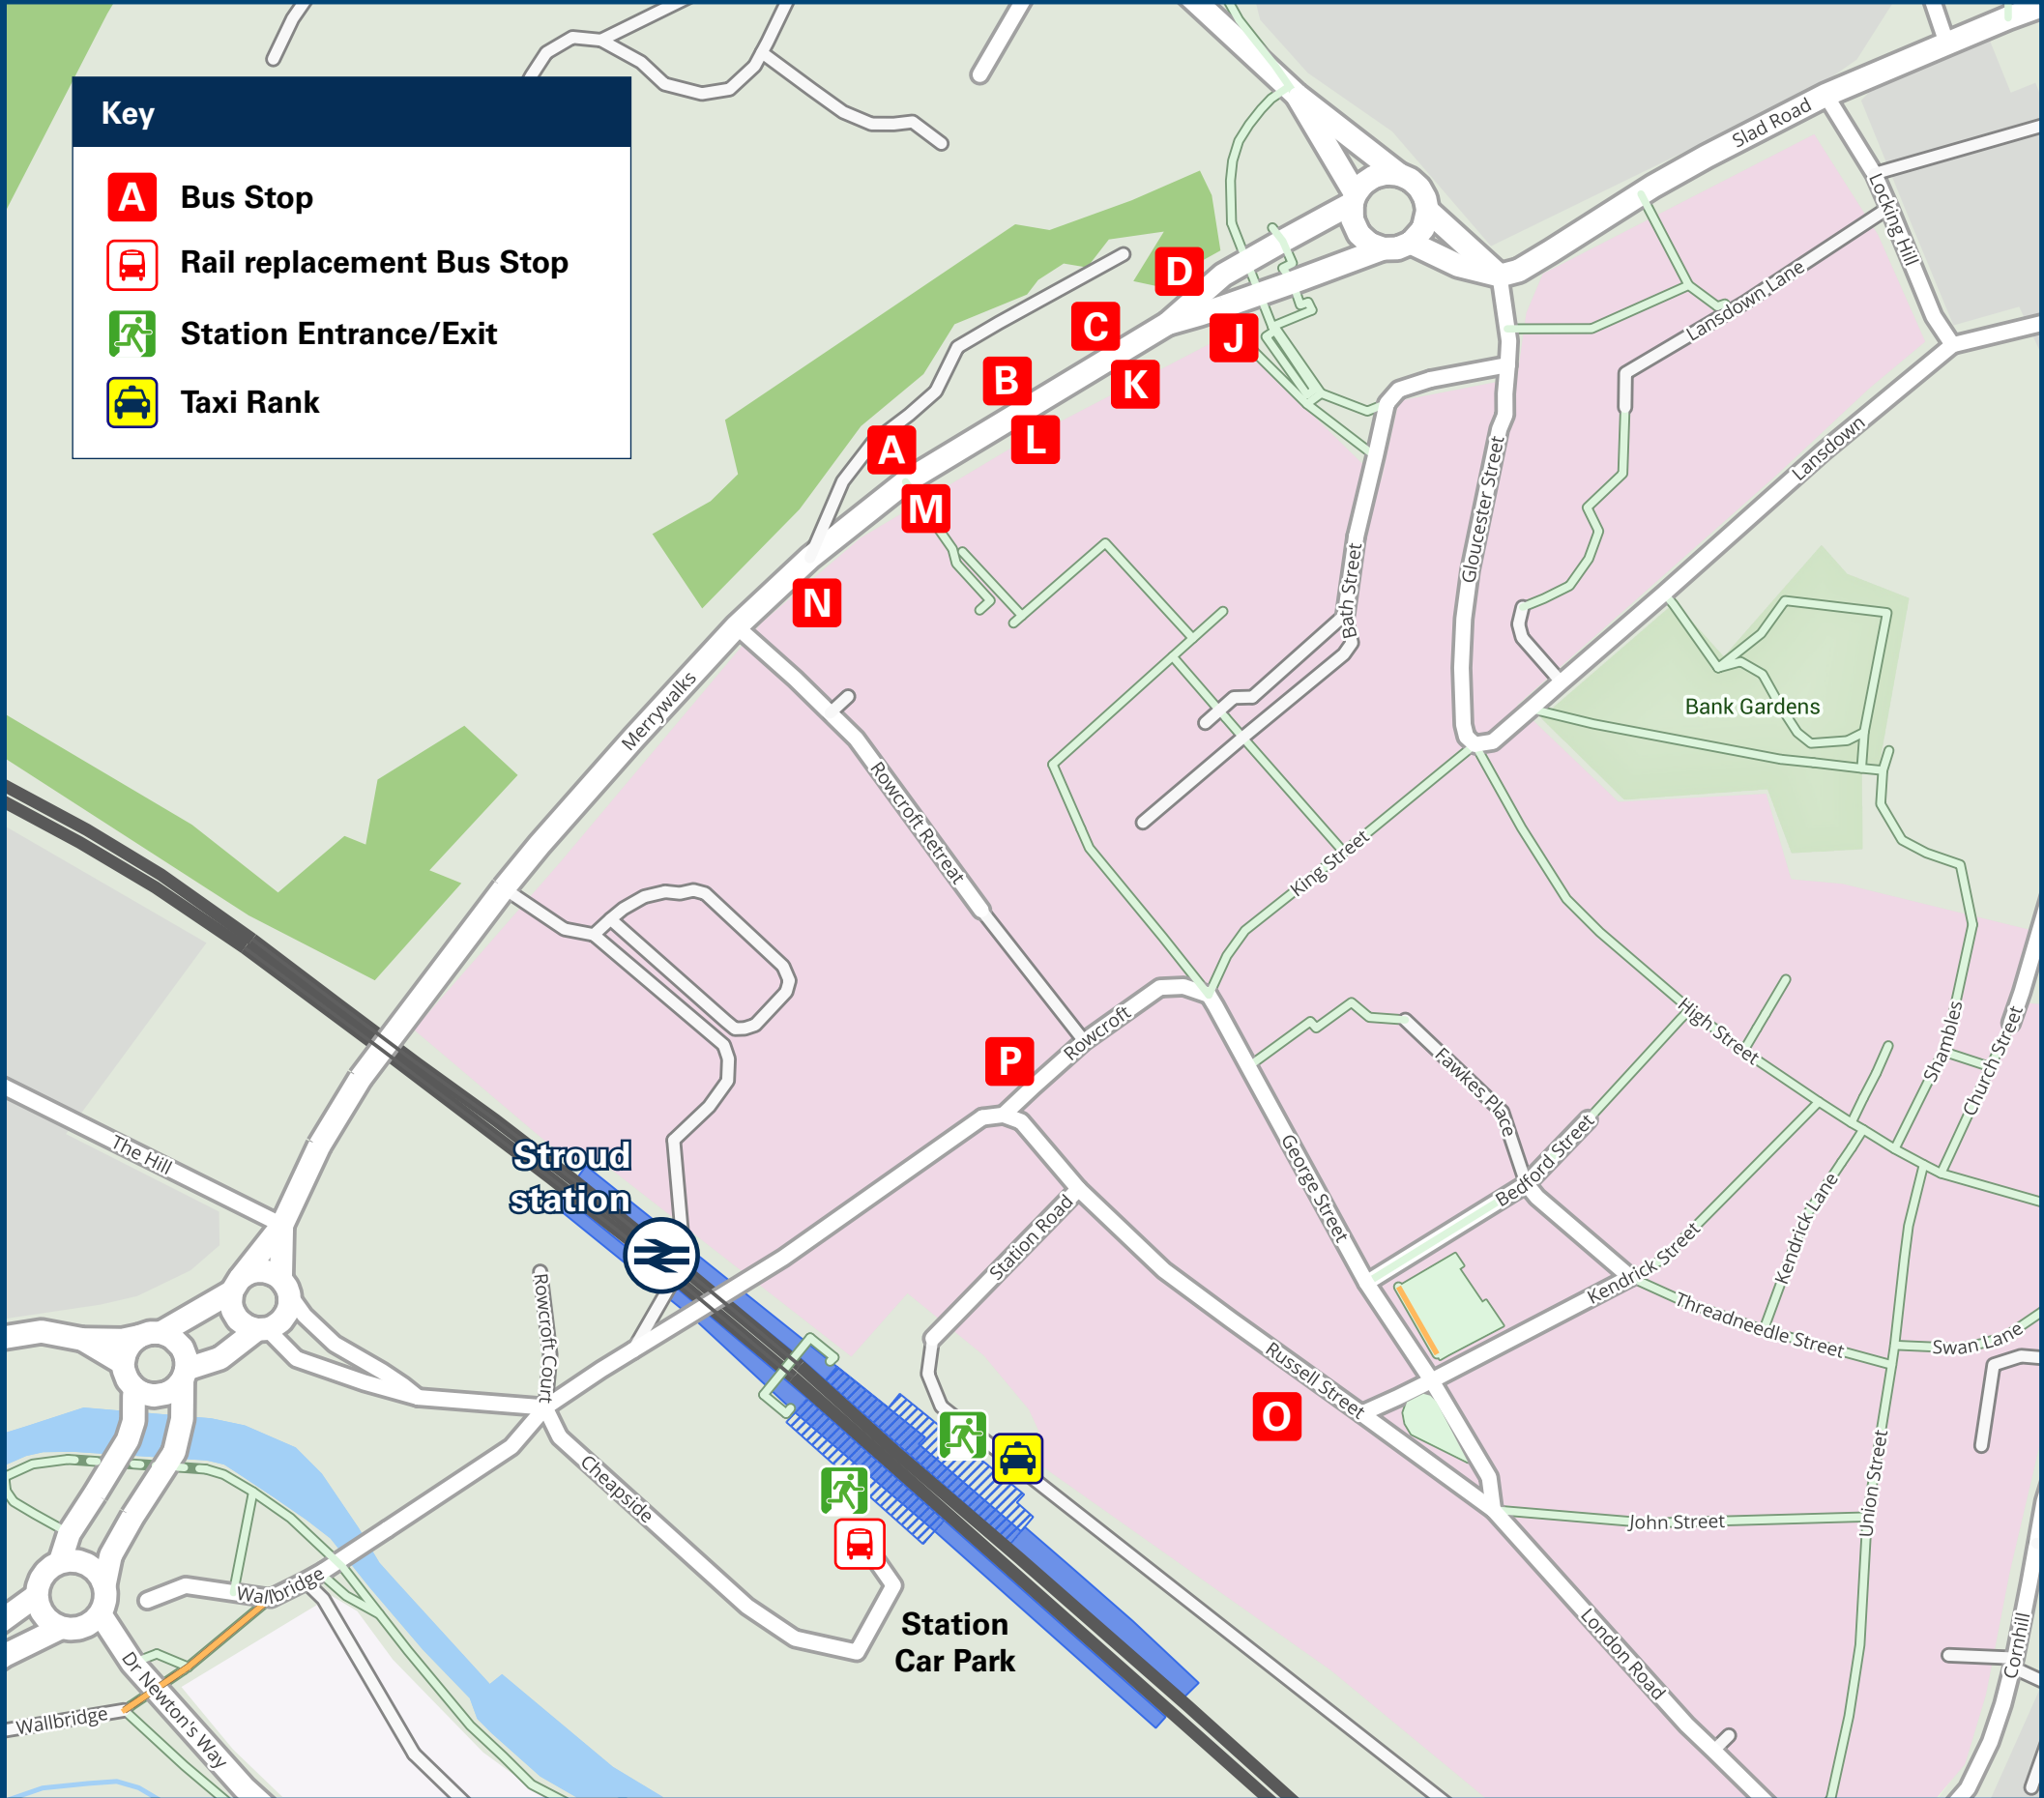 Key
A
Bus Stop
Rail replacement Bus Stop
Station Entrance/Exit
Taxi Rank
Slad Road
Locking Hill
Lansdown Lane
D
C
J
B
K
L
A
M
N
Lansdown
Gloucester Street
Bath Street
Merrywalks
Bank Gardens
Rowcroft Retreat
King Street
High Street
Shambles
Church Street
Rowcroft
P
Fawkes Place
Bedford Street
George Street
The Hill
Stroud
station
Station Road
Kendrick Street
Kendrick Lane
Threadneedle Street
Swan Lane
Rowcroft Court
Russell Street
O
Cheapside
Union Street
John Street
Wallbridge
Station
Car Park
London Road
Cornhill
Dr Newton's Way
Wallbridge